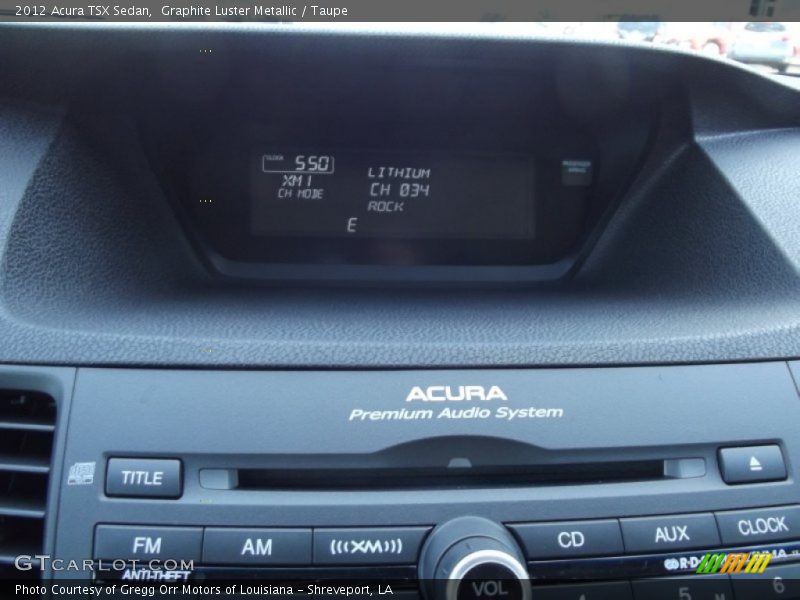 2012 Acura TSX Sedan,  Graphite Luster Metallic / Taupe
CLOCK 5:50
XM1
CH MODE
LITHIUM
CH 034
ROCK
E
ACURA
Premium Audio System
TITLE
FM
AM
(((XM)))
CD
AUX
CLOCK
ANTI-THEFT
VOL
5
6
GTCarLot.com
Photo Courtesy of Gregg Orr Motors of Louisiana – Shreveport, LA